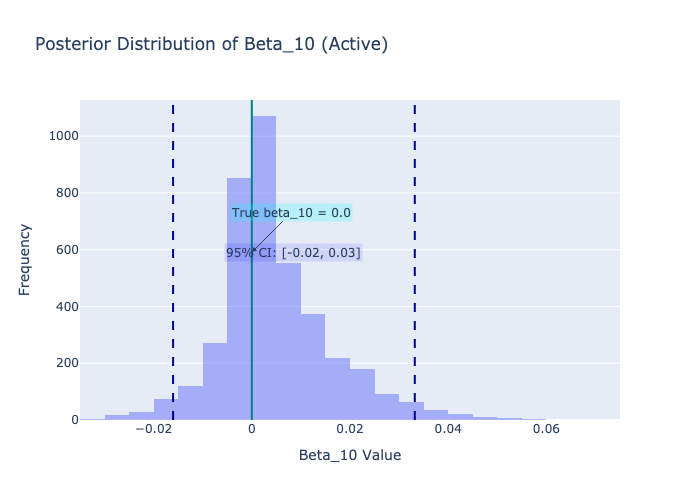 Posterior Distribution of Beta_10 (Active)
1000
800
600
400
200
0
True beta_10 = 0.0
95% CI: [-0.02, 0.03]
−0.02
0
0.02
0.04
0.06
Beta_10 Value
Frequency